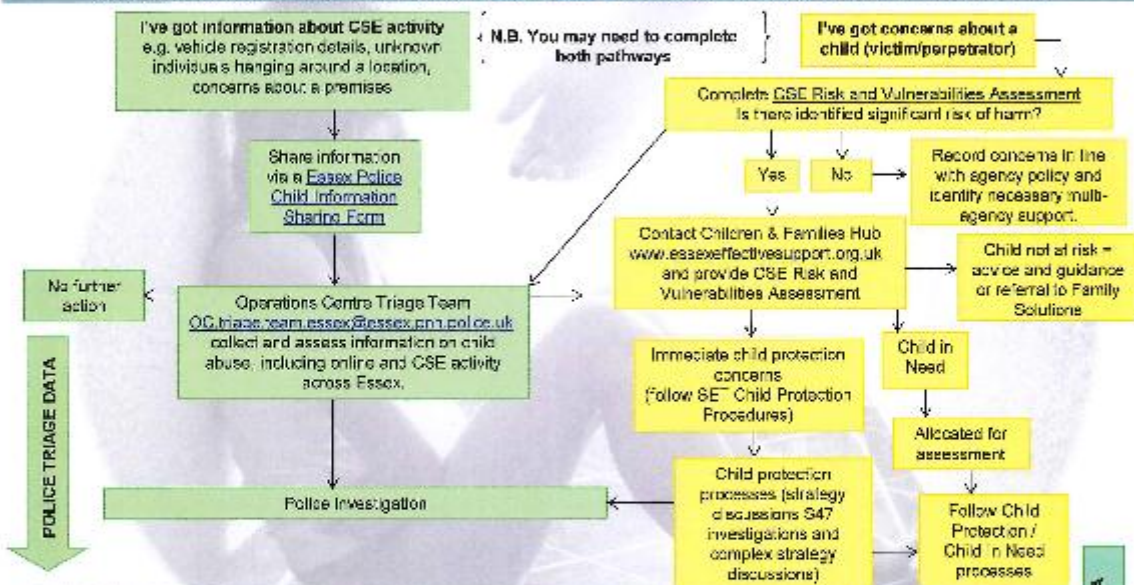 I've got information about CSE activity
e.g. vehicle registration details, unknown
individuals hanging around a location,
concerns about a premises
N.B. You may need to complete
both pathways
I've got concerns about a
child (victim/perpetrator)
Complete CSE Risk and Vulnerabilities Assessment
Is there identified significant risk of harm?
Share information
via a Essex Police
Child Information
Sharing Form
Yes
No
Record concerns in line
with agency policy and
identify necessary multi-
agency support.
Contact Children & Families Hub
www.essexeffectivesupport.org.uk
and provide CSE Risk and
Vulnerabilities Assessment
Child not at risk =
advice and guidance
or referral to Family
Solutions
No further
action
Operations Centre Triage Team
OC.triage.team.essex@essex.pnn.police.uk
collect and assess information on child
abuse, including online and CSE activity
across Essex.
Immediate child protection
concerns
(follow SET Child Protection
Procedures)
Child in
Need
Allocated for
assessment
POLICE TRIAGE DATA
Police Investigation
Child protection
processes (strategy
discussions S47
investigations and
complex strategy
discussions)
Follow Child
Protection /
Child in Need
processes